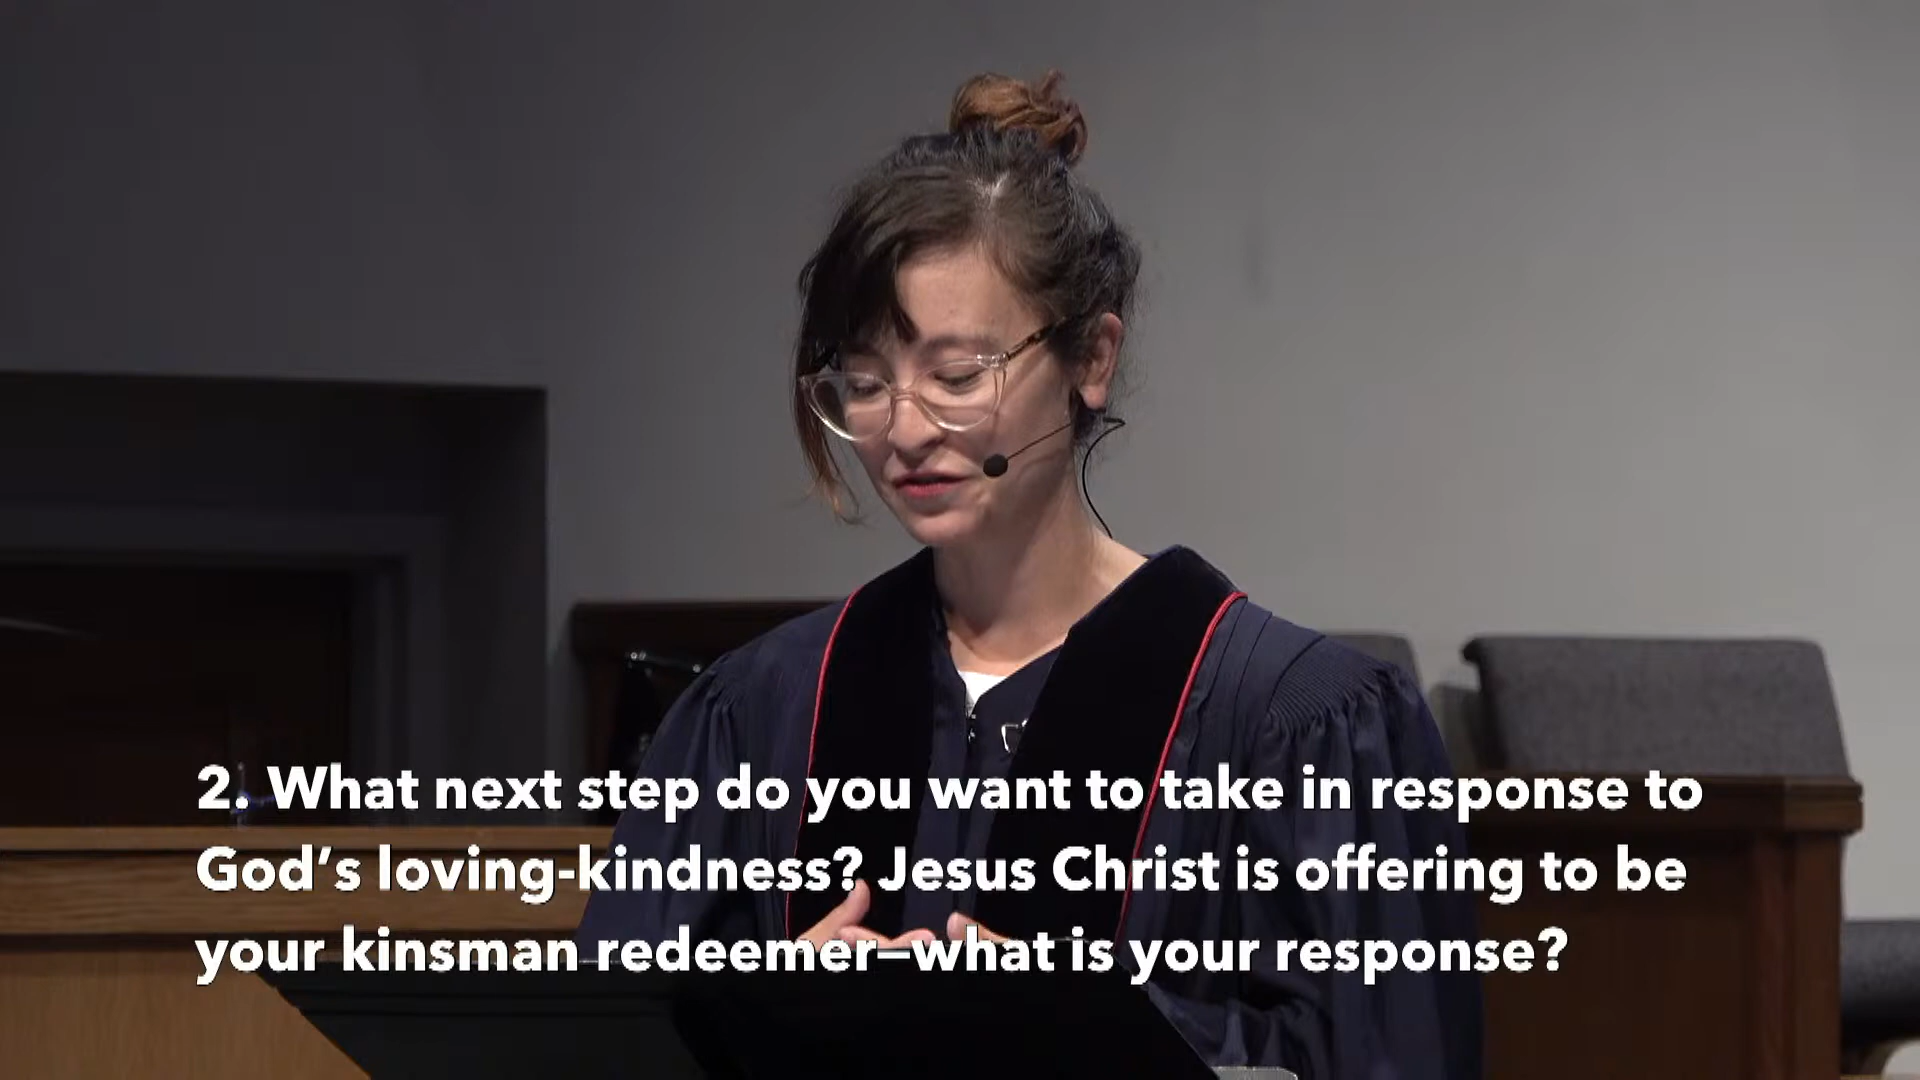 2. What next step do you want to take in response to
God’s loving-kindness? Jesus Christ is offering to be
your kinsman redeemer—what is your response?